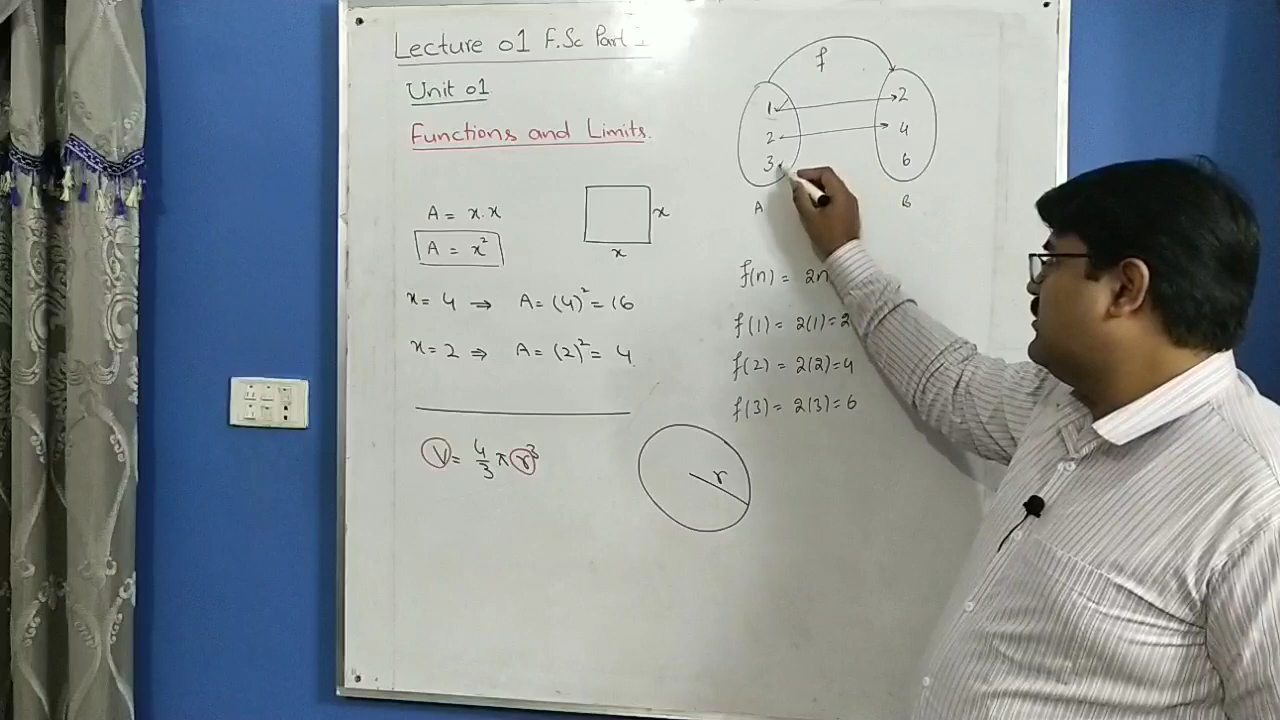 Lecture 01 F.Sc Part I
Unit 01
Functions and Limits.
A = x.x
A = x²
x
x
x = 4 ⇒ A = (4)² = 16
x = 2 ⇒ A = (2)² = 4
V = 4/3 π r³
r
f
1 2
2 4
3 6
A B
f(n) = 2n
f(1) = 2(1) = 2
f(2) = 2(2) = 4
f(3) = 2(3) = 6